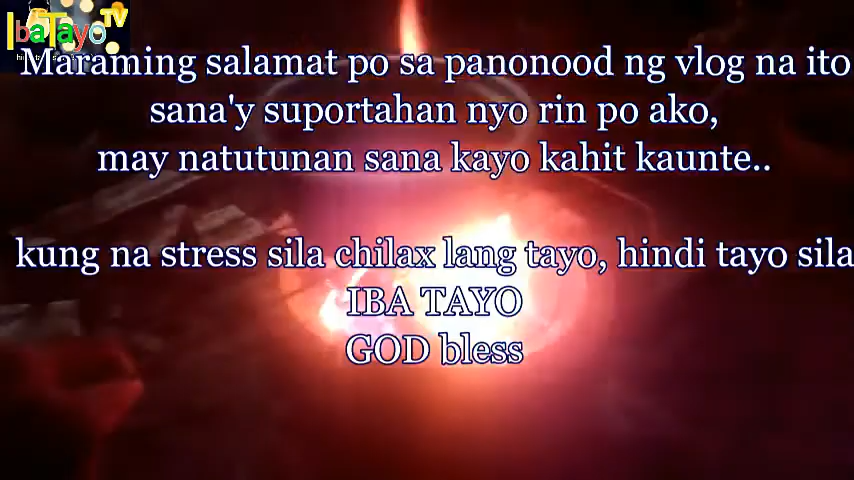 IbaTayo TV
Maraming salamat po sa panonood ng vlog na ito
sana'y suportahan nyo rin po ako,
may natutunan sana kayo kahit kaunte..
kung na stress sila chilax lang tayo, hindi tayo sila
IBA TAYO
GOD bless